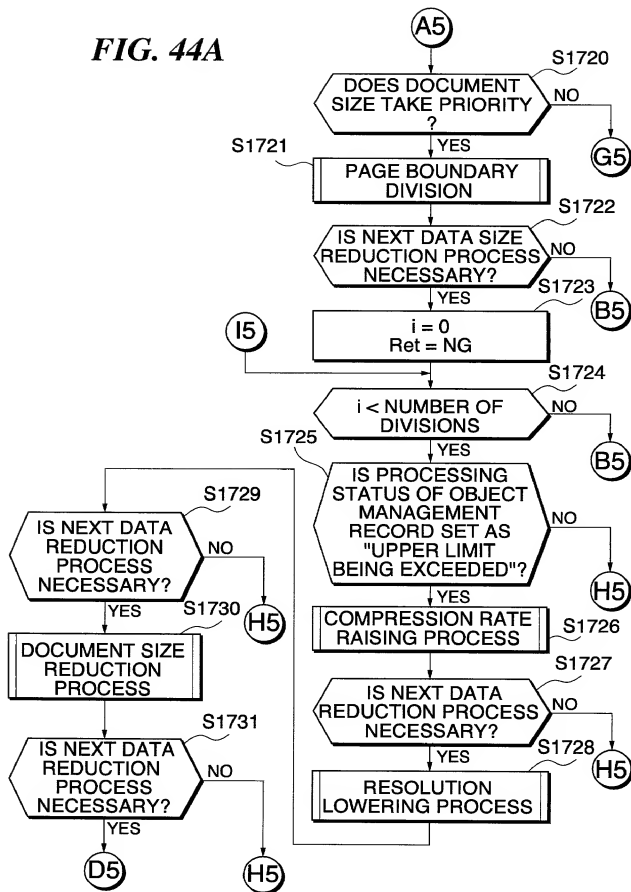 FIG. 44A
A5
S1720
DOES DOCUMENT
SIZE TAKE PRIORITY
?
NO
G5
YES
S1721
PAGE BOUNDARY
DIVISION
S1722
IS NEXT DATA SIZE
REDUCTION PROCESS
NECESSARY?
NO
B5
YES
S1723
i = 0
Ret = NG
I5
S1724
i < NUMBER OF
DIVISIONS
NO
B5
YES
S1725
IS PROCESSING
STATUS OF OBJECT
MANAGEMENT
RECORD SET AS
"UPPER LIMIT
BEING EXCEEDED"?
NO
H5
YES
COMPRESSION RATE
RAISING PROCESS
S1726
S1727
IS NEXT DATA
REDUCTION PROCESS
NECESSARY?
NO
H5
YES
S1728
RESOLUTION
LOWERING PROCESS
S1729
IS NEXT DATA
REDUCTION
PROCESS
NECESSARY?
NO
H5
YES
S1730
DOCUMENT SIZE
REDUCTION
PROCESS
S1731
IS NEXT DATA
REDUCTION
PROCESS
NECESSARY?
NO
H5
YES
D5